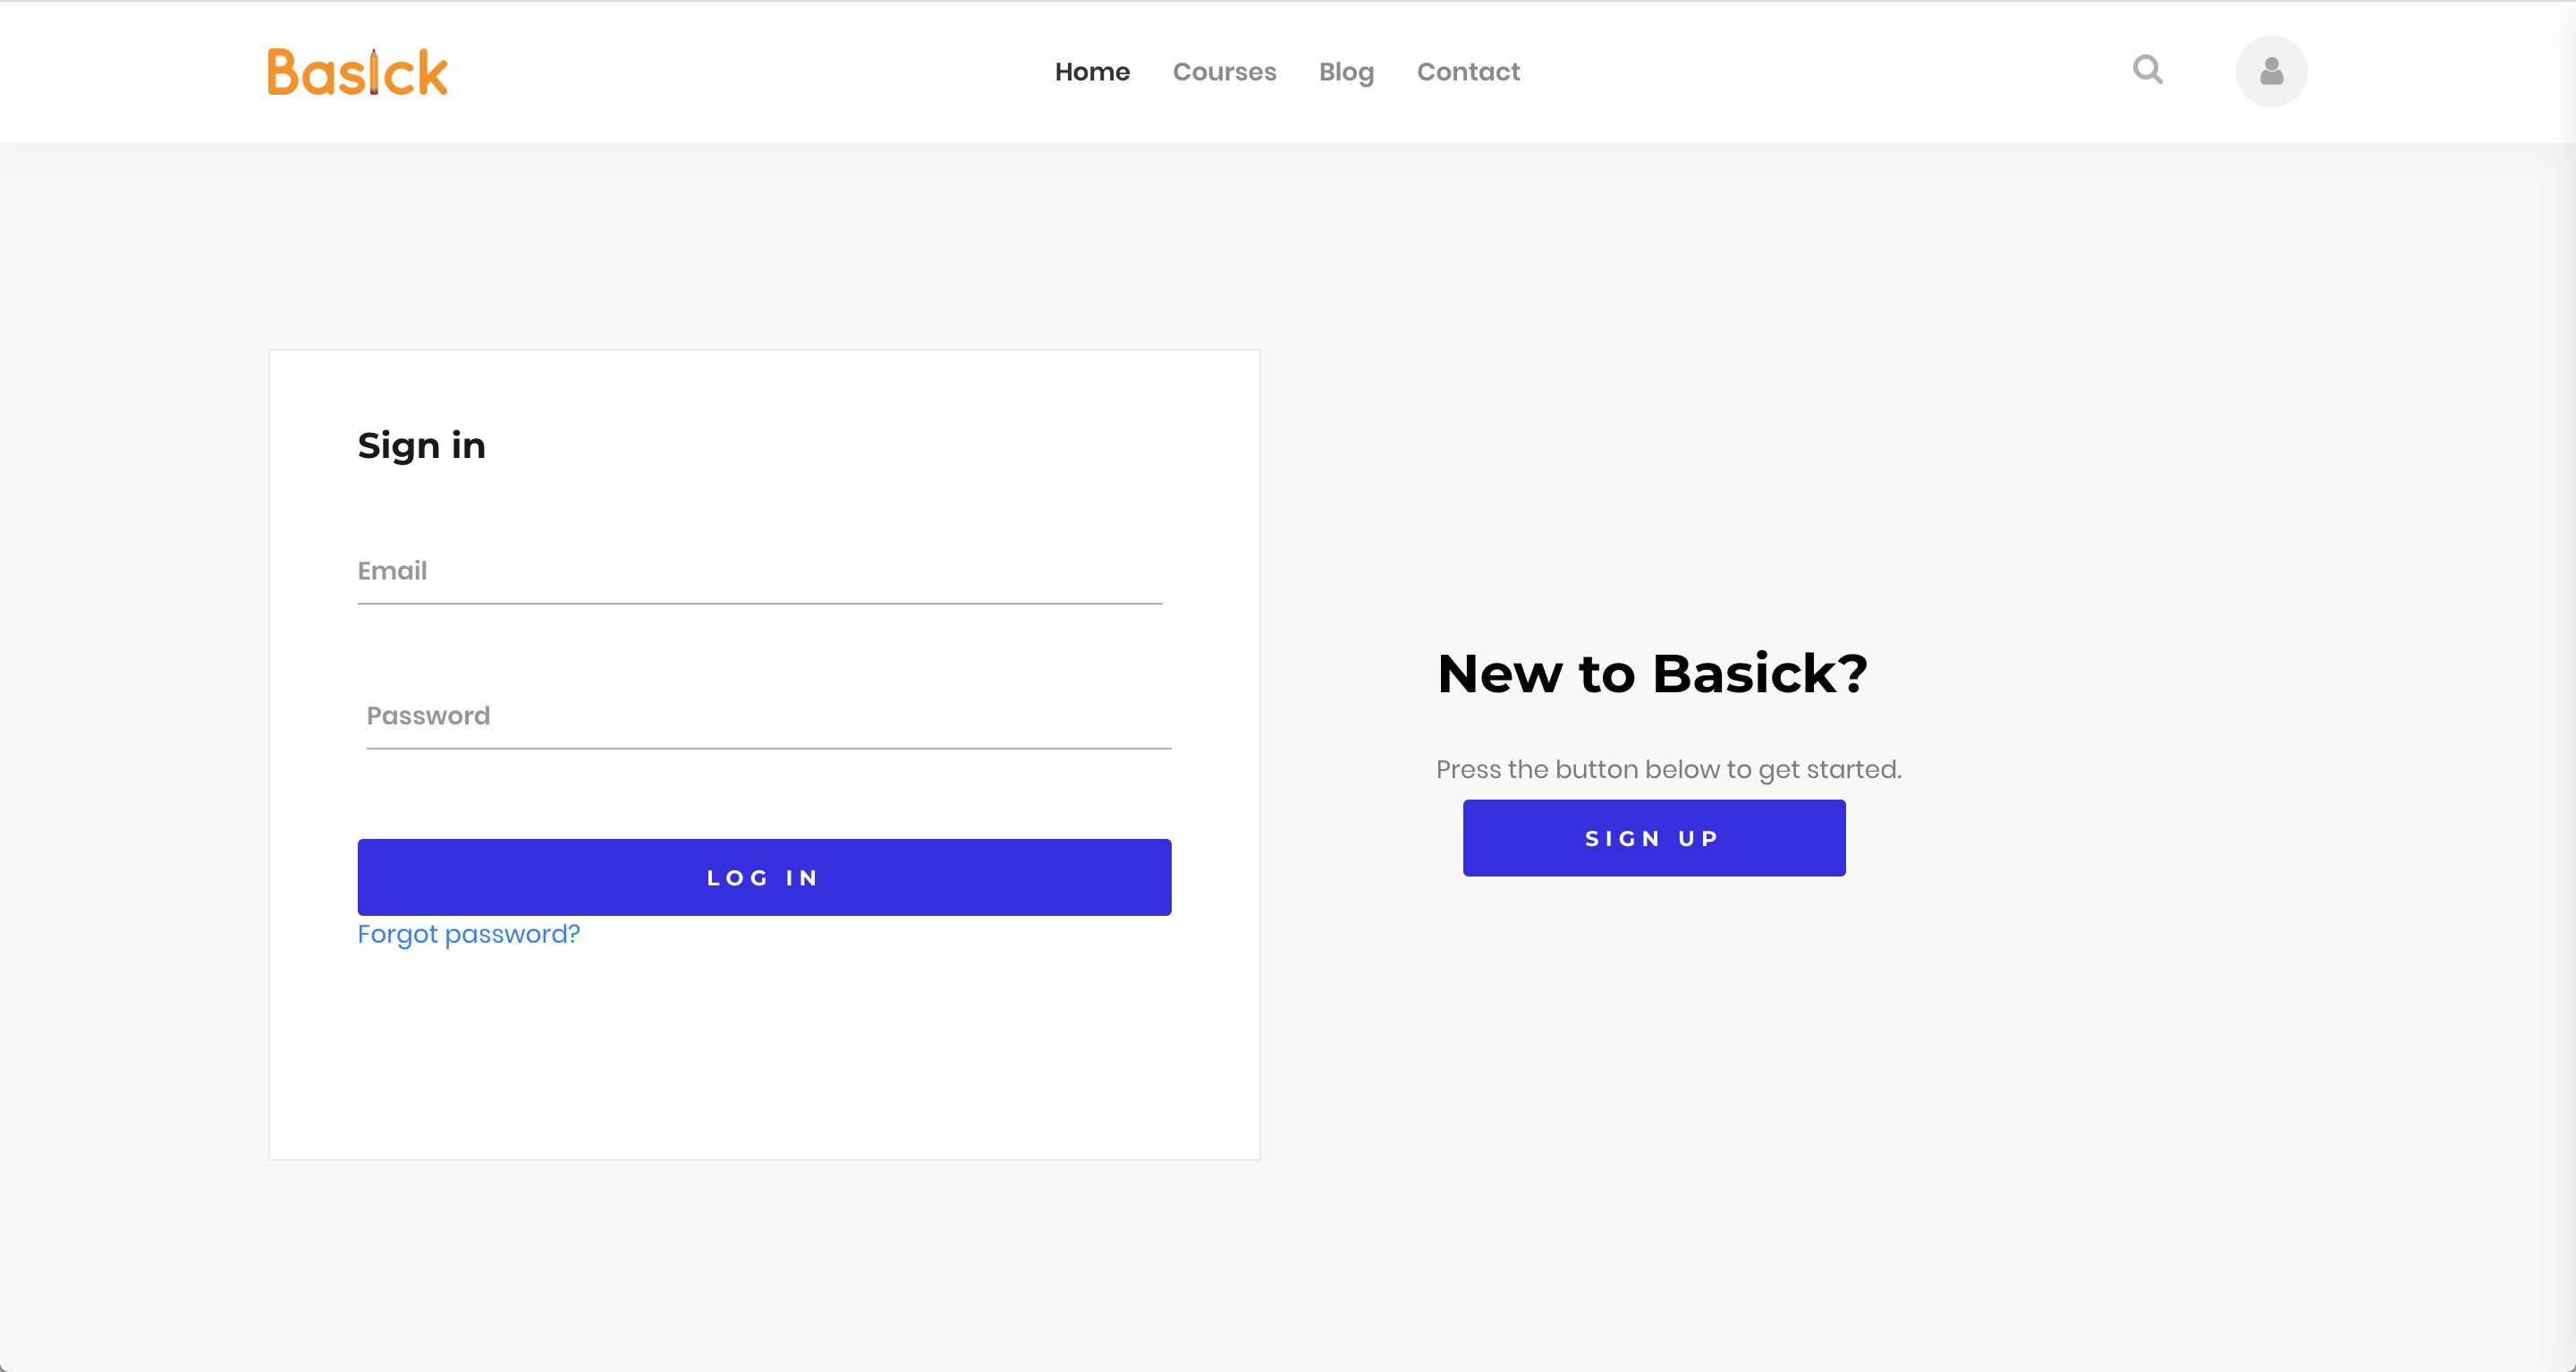 Basick
Home Courses Blog Contact
Sign in
Email
Password
LOG IN
Forgot password?
New to Basick?
Press the button below to get started.
SIGN UP